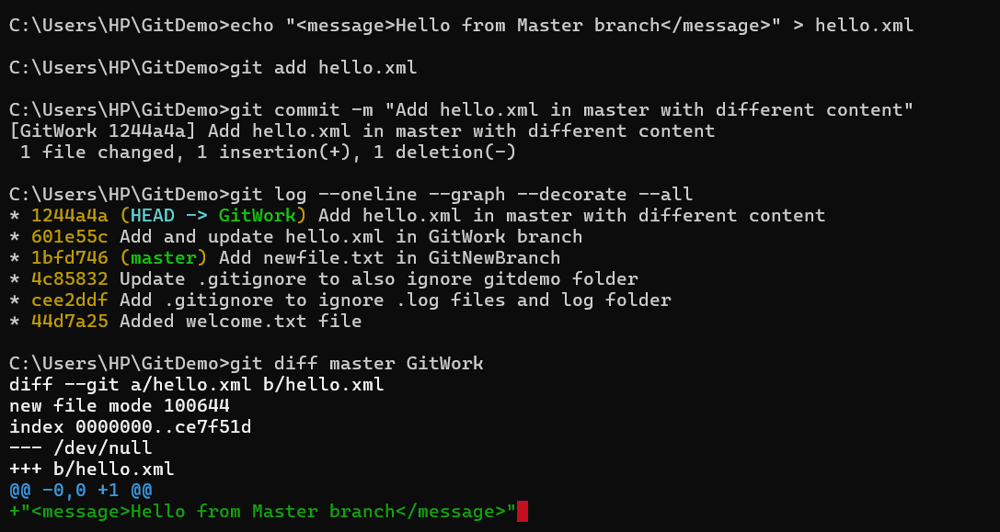 C:\Users\HP\GitDemo>echo "<message>Hello from Master branch</message>" > hello.xml
C:\Users\HP\GitDemo>git add hello.xml
C:\Users\HP\GitDemo>git commit -m "Add hello.xml in master with different content"
[GitWork 1244a4a] Add hello.xml in master with different content
 1 file changed, 1 insertion(+), 1 deletion(-)
C:\Users\HP\GitDemo>git log --oneline --graph --decorate --all
* 1244a4a (HEAD -> GitWork) Add hello.xml in master with different content
* 601e55c Add and update hello.xml in GitWork branch
* 1bfd746 (master) Add newfile.txt in GitNewBranch
* 4c85832 Update .gitignore to also ignore gitdemo folder
* cee2ddf Add .gitignore to ignore .log files and log folder
* 44d7a25 Added welcome.txt file
C:\Users\HP\GitDemo>git diff master GitWork
diff --git a/hello.xml b/hello.xml
new file mode 100644
index 0000000..ce7f51d
--- /dev/null
+++ b/hello.xml
@@ -0,0 +1 @@
+"<message>Hello from Master branch</message>"